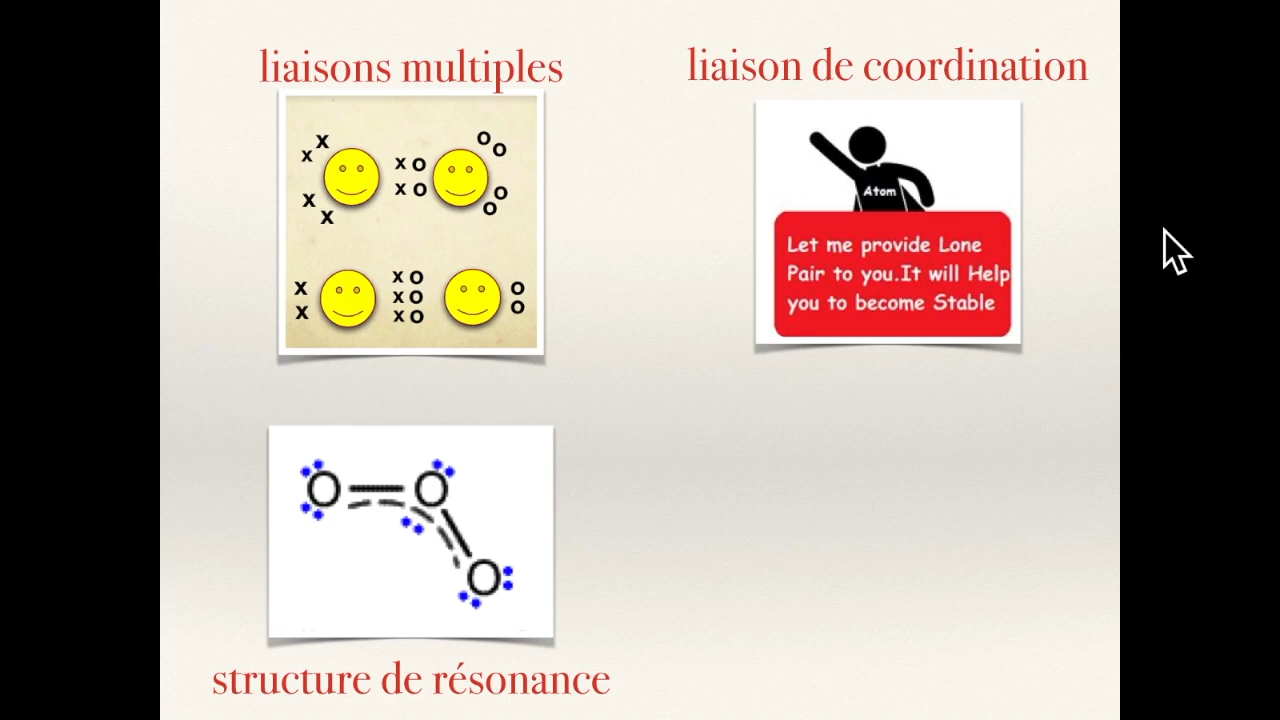 liaisons multiples
liaison de coordination
X
X
X O
X O
O
O
X
X
O
O
X
X
X O
X O
X O
O
O
Atom
Let me provide Lone
Pair to you.It will Help
you to become Stable
O
O
O
structure de résonance